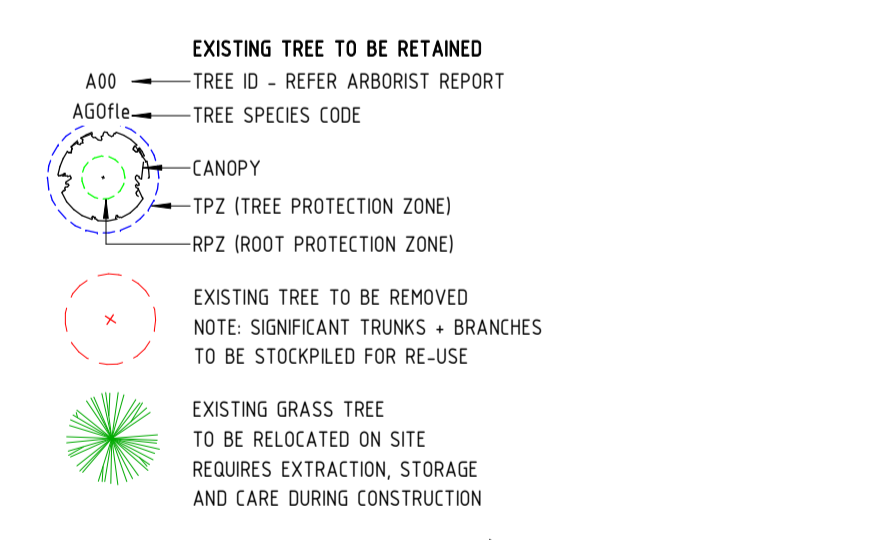 EXISTING TREE TO BE RETAINED
A00 TREE ID - REFER ARBORIST REPORT
AGOfle TREE SPECIES CODE
CANOPY
TPZ (TREE PROTECTION ZONE)
RPZ (ROOT PROTECTION ZONE)
EXISTING TREE TO BE REMOVED
NOTE: SIGNIFICANT TRUNKS + BRANCHES
TO BE STOCKPILED FOR RE-USE
EXISTING GRASS TREE
TO BE RELOCATED ON SITE
REQUIRES EXTRACTION, STORAGE
AND CARE DURING CONSTRUCTION